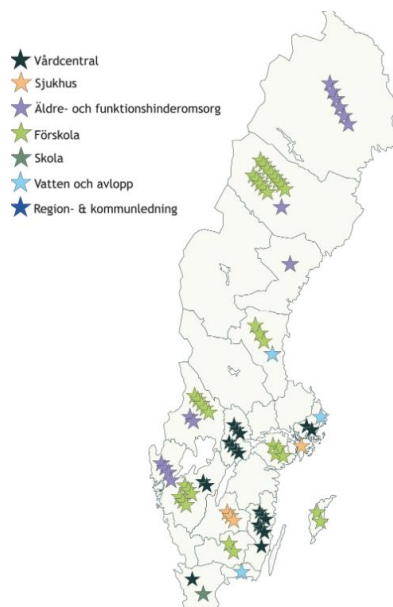 Vårdcentral
Sjukhus
Äldre- och funktionshinderomsorg
Förskola
Skola
Vatten och avlopp
Region- & kommunledning